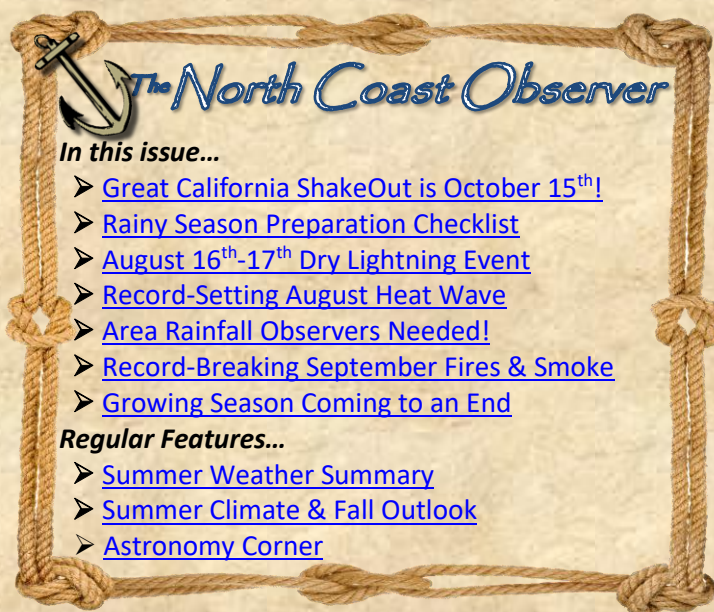 The North Coast Observer
In this issue…
➢ Great California ShakeOut is October 15th!
➢ Rainy Season Preparation Checklist
➢ August 16th-17th Dry Lightning Event
➢ Record-Setting August Heat Wave
➢ Area Rainfall Observers Needed!
➢ Record-Breaking September Fires & Smoke
➢ Growing Season Coming to an End
Regular Features…
➢ Summer Weather Summary
➢ Summer Climate & Fall Outlook
➢ Astronomy Corner